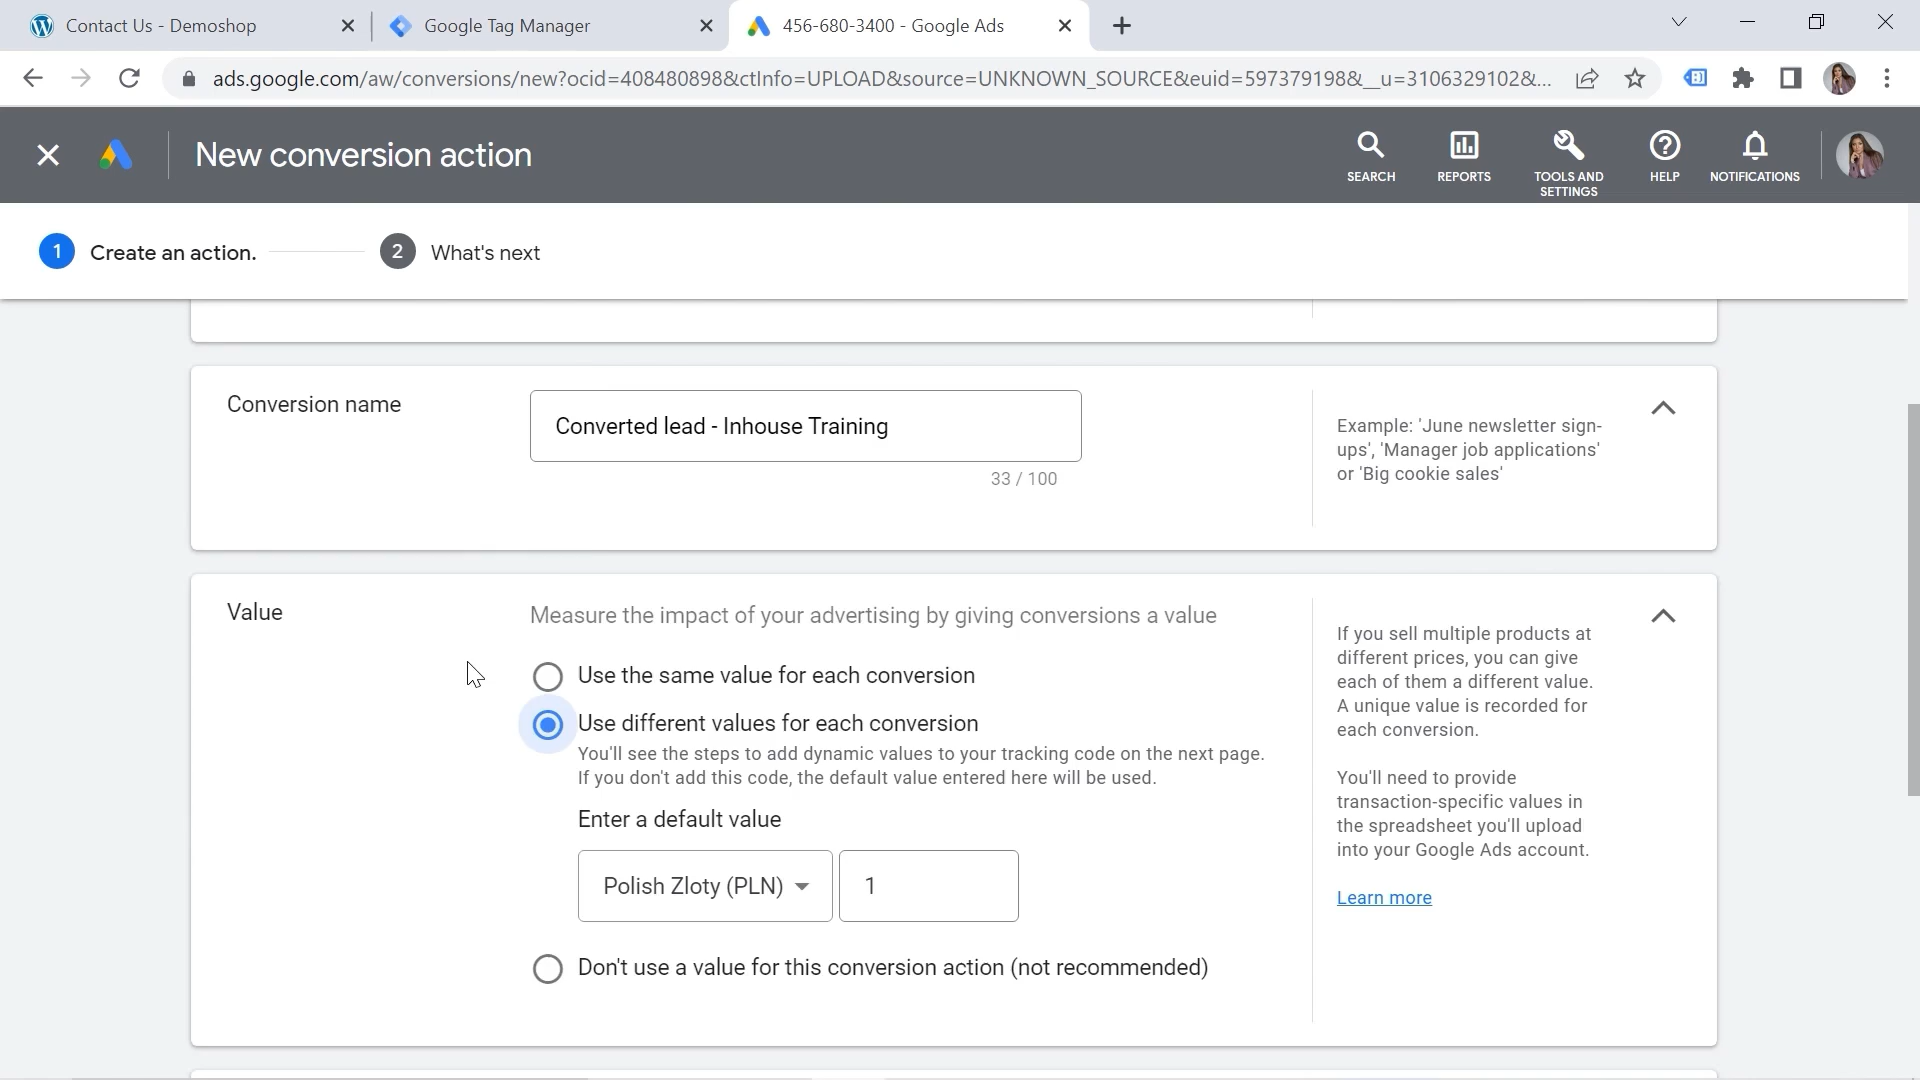 Contact Us - Demoshop
Google Tag Manager
456-680-3400 - Google Ads
ads.google.com/aw/conversions/new?ocid=408480898&ctInfo=UPLOAD&source=UNKNOWN_SOURCE&euid=597379198&__u=3106329102&...
New conversion action
SEARCH
REPORTS
TOOLS AND
SETTINGS
HELP
NOTIFICATIONS
1 Create an action.
2 What's next
Conversion name
Converted lead - Inhouse Training
33 / 100
Example: 'June newsletter sign-
ups', 'Manager job applications'
or 'Big cookie sales'
Value
Measure the impact of your advertising by giving conversions a value
Use the same value for each conversion
Use different values for each conversion
You'll see the steps to add dynamic values to your tracking code on the next page.
If you don't add this code, the default value entered here will be used.
Enter a default value
Polish Zloty (PLN)
1
Don't use a value for this conversion action (not recommended)
If you sell multiple products at
different prices, you can give
each of them a different value.
A unique value is recorded for
each conversion.
You'll need to provide
transaction-specific values in
the spreadsheet you'll upload
into your Google Ads account.
Learn more